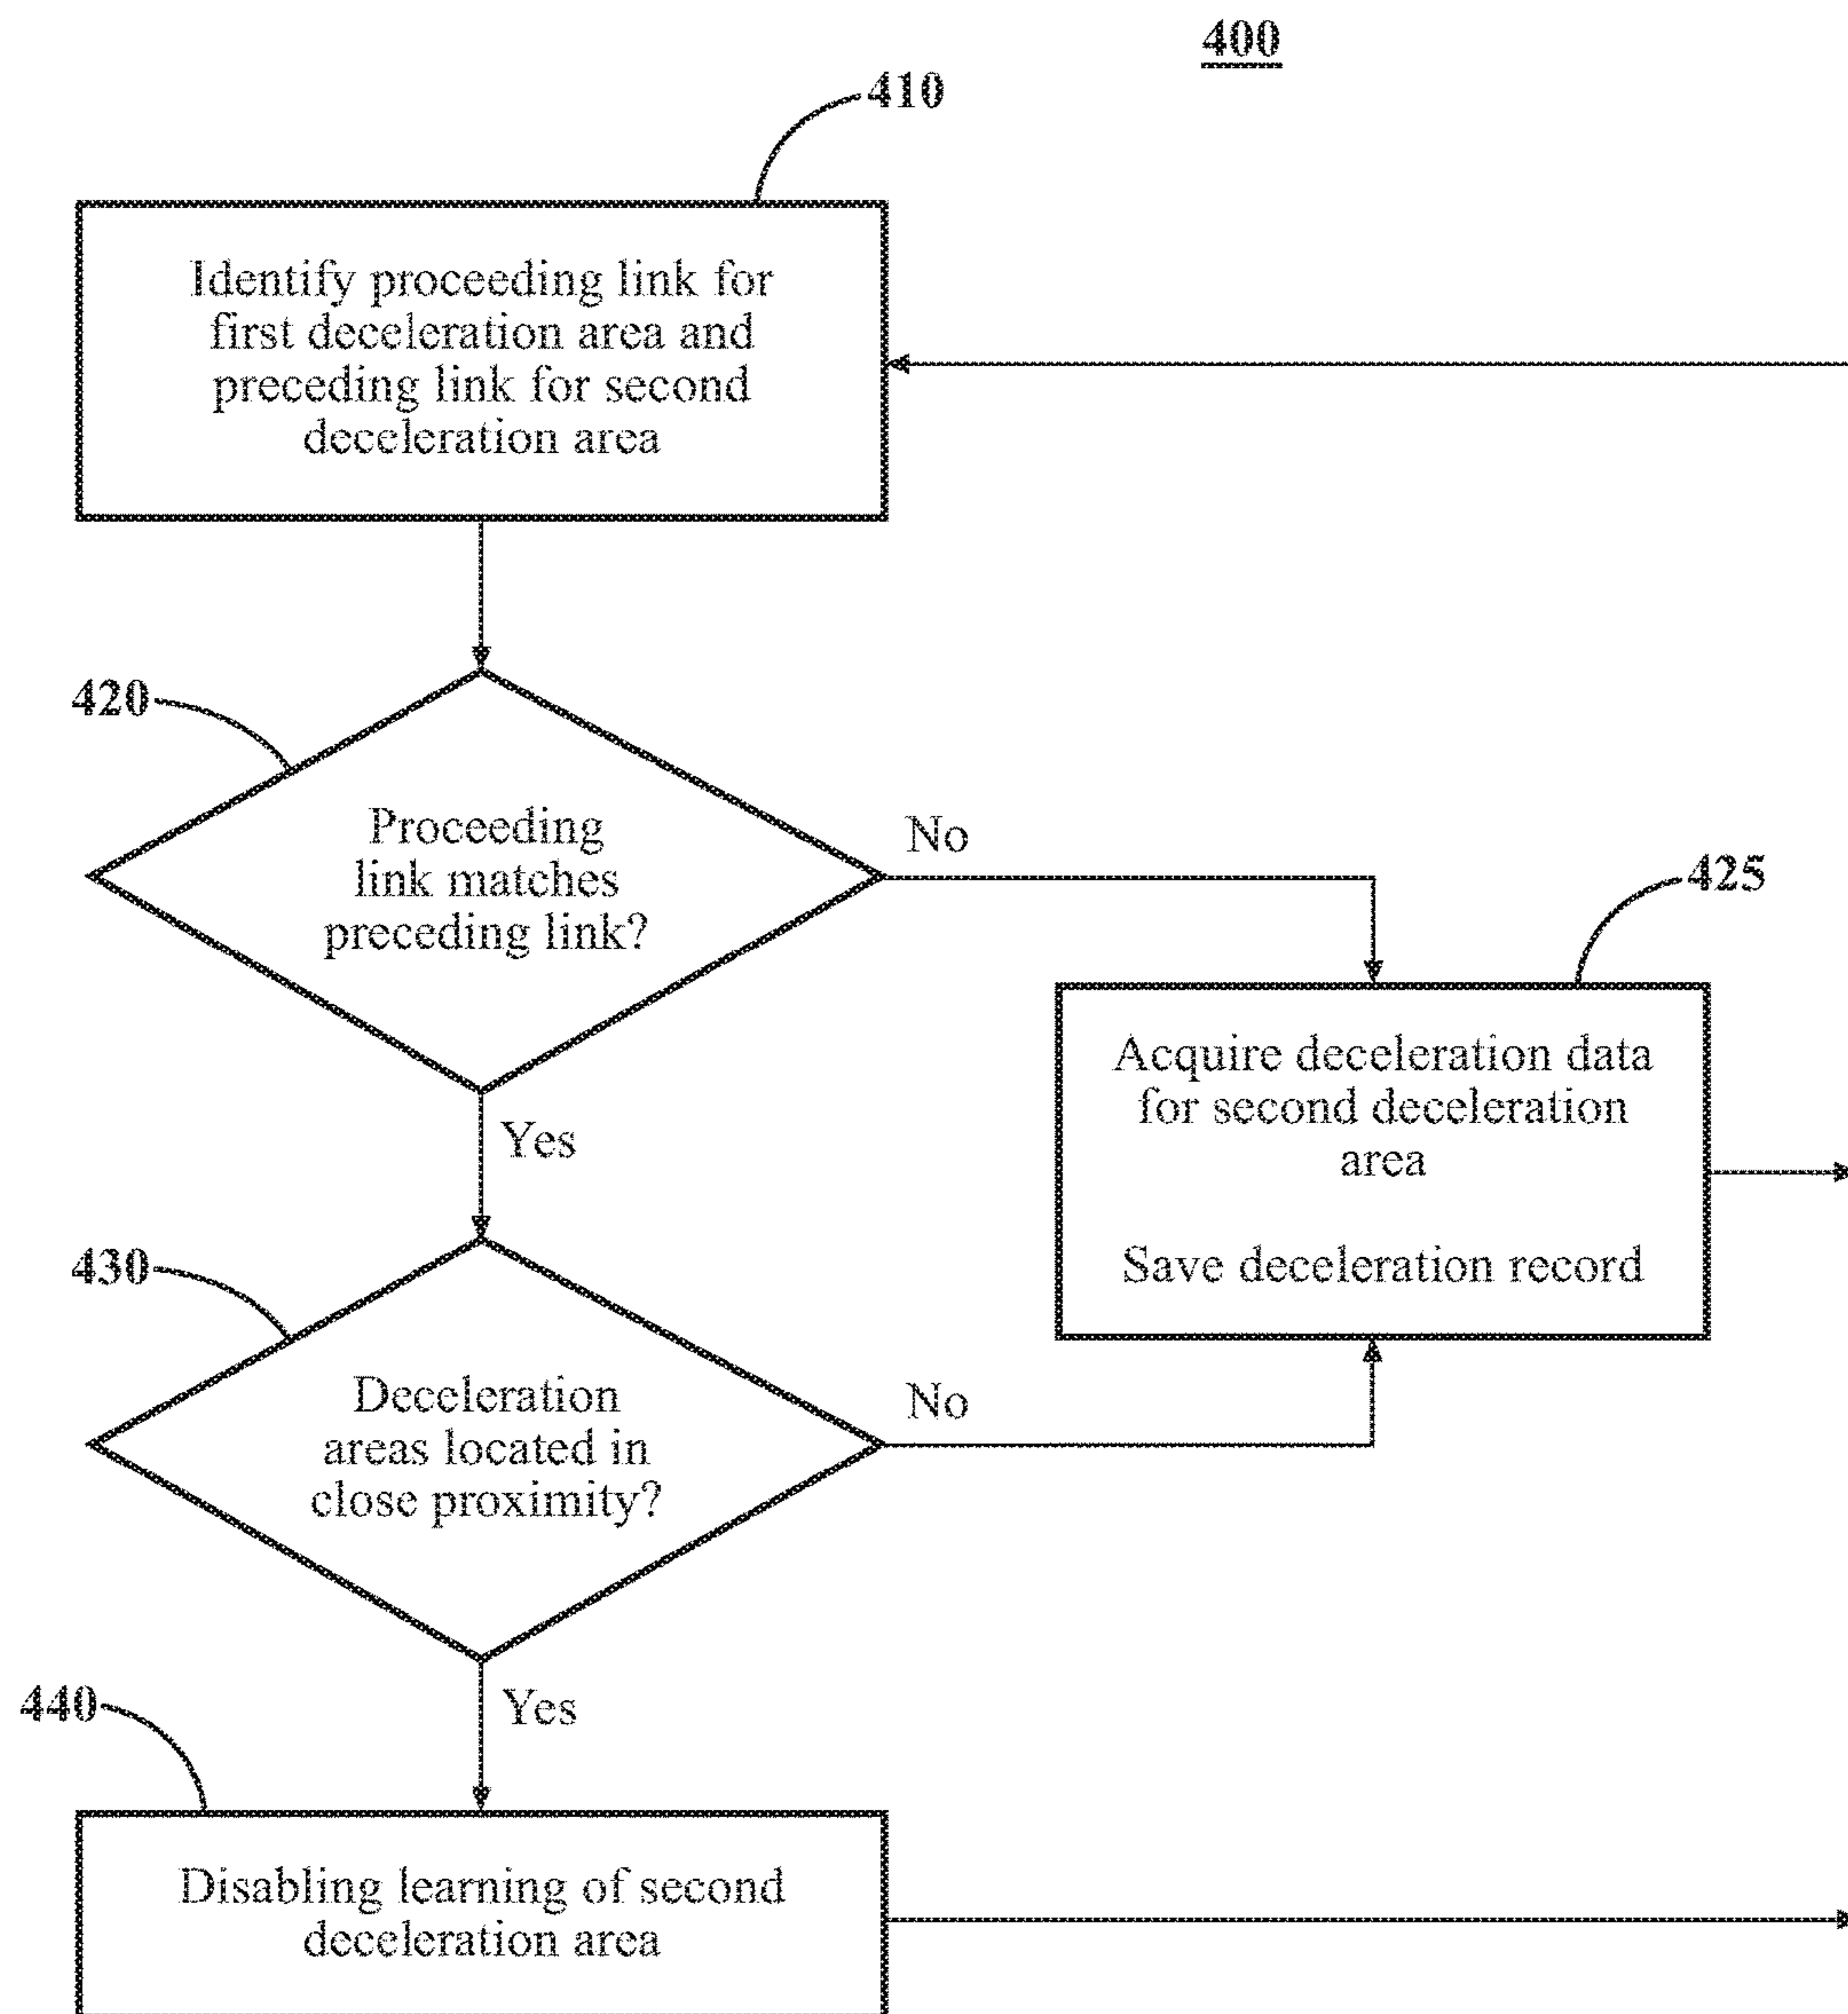 400
410
Identify proceeding link for
first deceleration area and
preceding link for second
deceleration area
420
Proceeding
link matches
preceding link?
No
425
Acquire deceleration data
for second deceleration
area
Save deceleration record
Yes
430
Deceleration
areas located in
close proximity?
No
Yes
440
Disabling learning of second
deceleration area